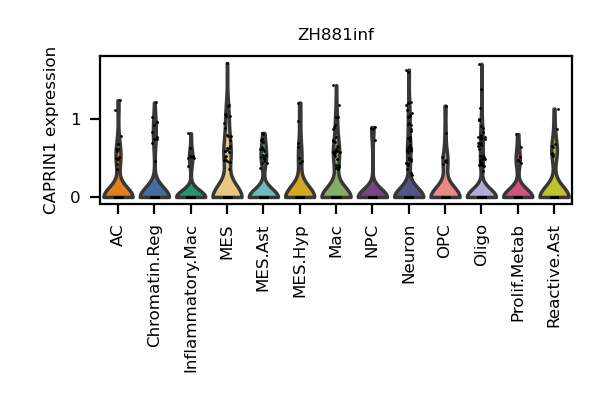 ZH881inf
CAPRIN1 expression
1
0
AC
Chromatin.Reg
Inflammatory.Mac
MES
MES.Ast
MES.Hyp
Mac
NPC
Neuron
OPC
Oligo
Prolif.Metab
Reactive.Ast